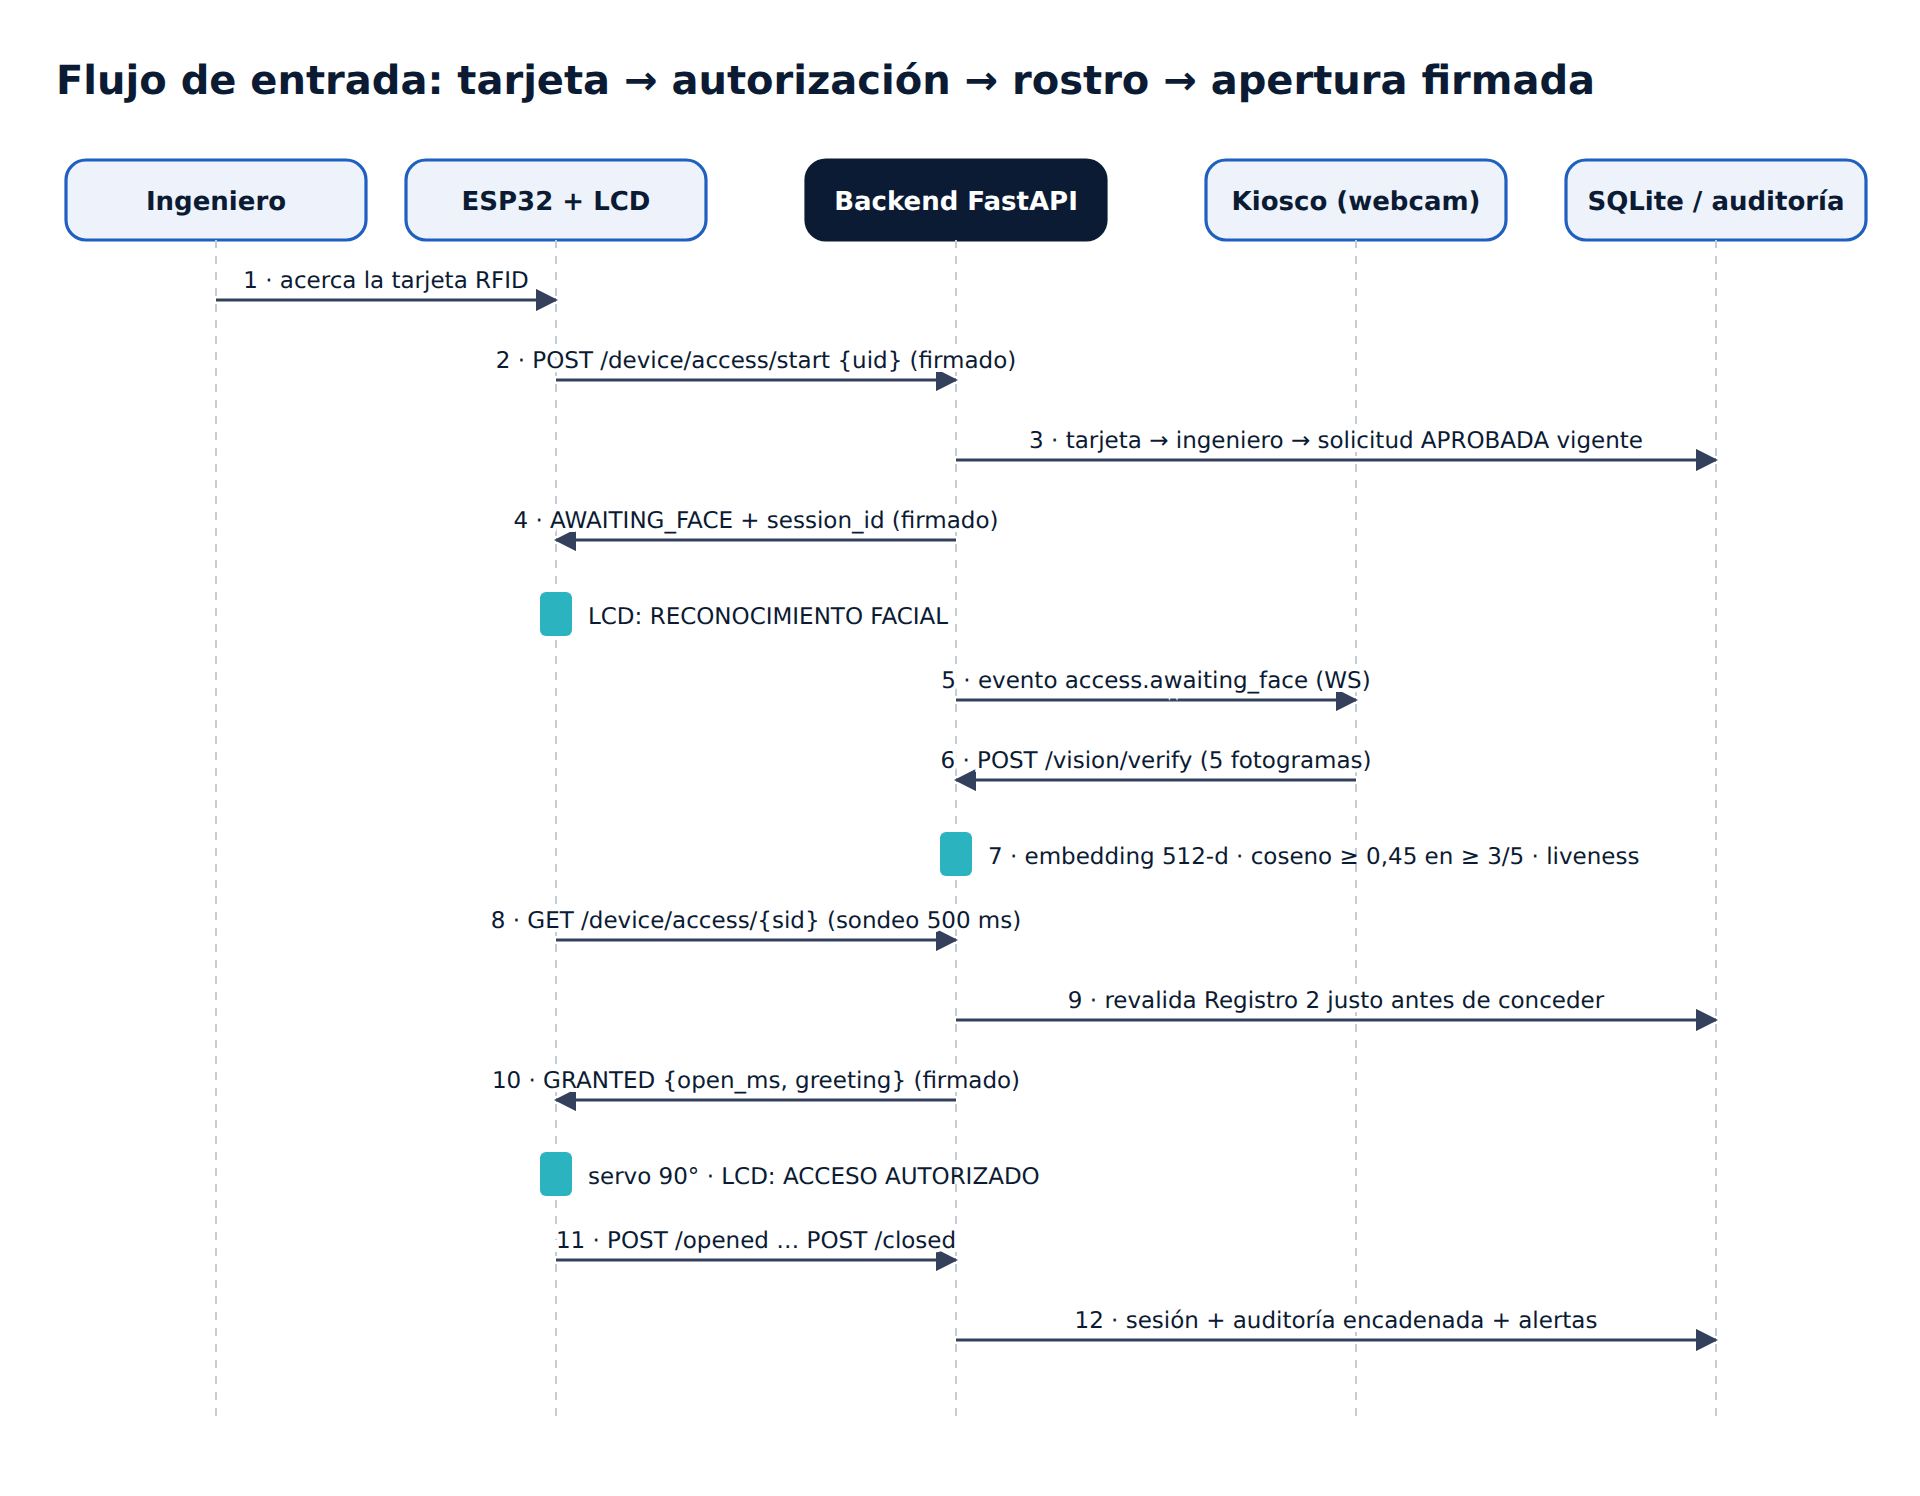 Flujo de entrada: tarjeta → autorización → rostro → apertura firmada
Ingeniero
ESP32 + LCD
Backend FastAPI
Kiosco (webcam)
SQLite / auditoría
1 · acerca la tarjeta RFID
2 · POST /device/access/start {uid} (firmado)
3 · tarjeta → ingeniero → solicitud APROBADA vigente
4 · AWAITING_FACE + session_id (firmado)
LCD: RECONOCIMIENTO FACIAL
5 · evento access.awaiting_face (WS)
6 · POST /vision/verify (5 fotogramas)
7 · embedding 512-d · coseno ≥ 0,45 en ≥ 3/5 · liveness
8 · GET /device/access/{sid} (sondeo 500 ms)
9 · revalida Registro 2 justo antes de conceder
10 · GRANTED {open_ms, greeting} (firmado)
servo 90° · LCD: ACCESO AUTORIZADO
11 · POST /opened … POST /closed
12 · sesión + auditoría encadenada + alertas